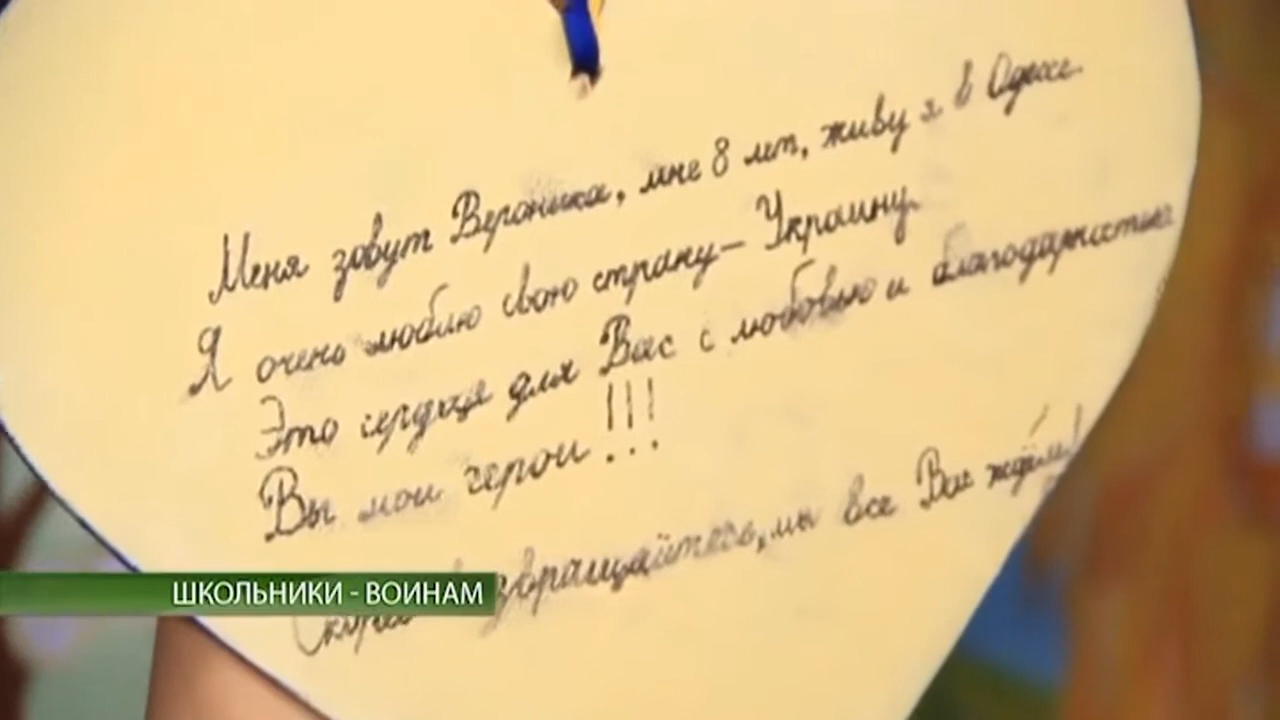 Меня зовут Вероника, мне 8 лет, живу я в Одессе.
Я очень люблю свою страну – Украину.
Это сердце для Вас с любовью и благодарностью
Вы мои герои!!!
возвращайтесь, мы все Вас ждём!
ШКОЛЬНИКИ - ВОИНАМ